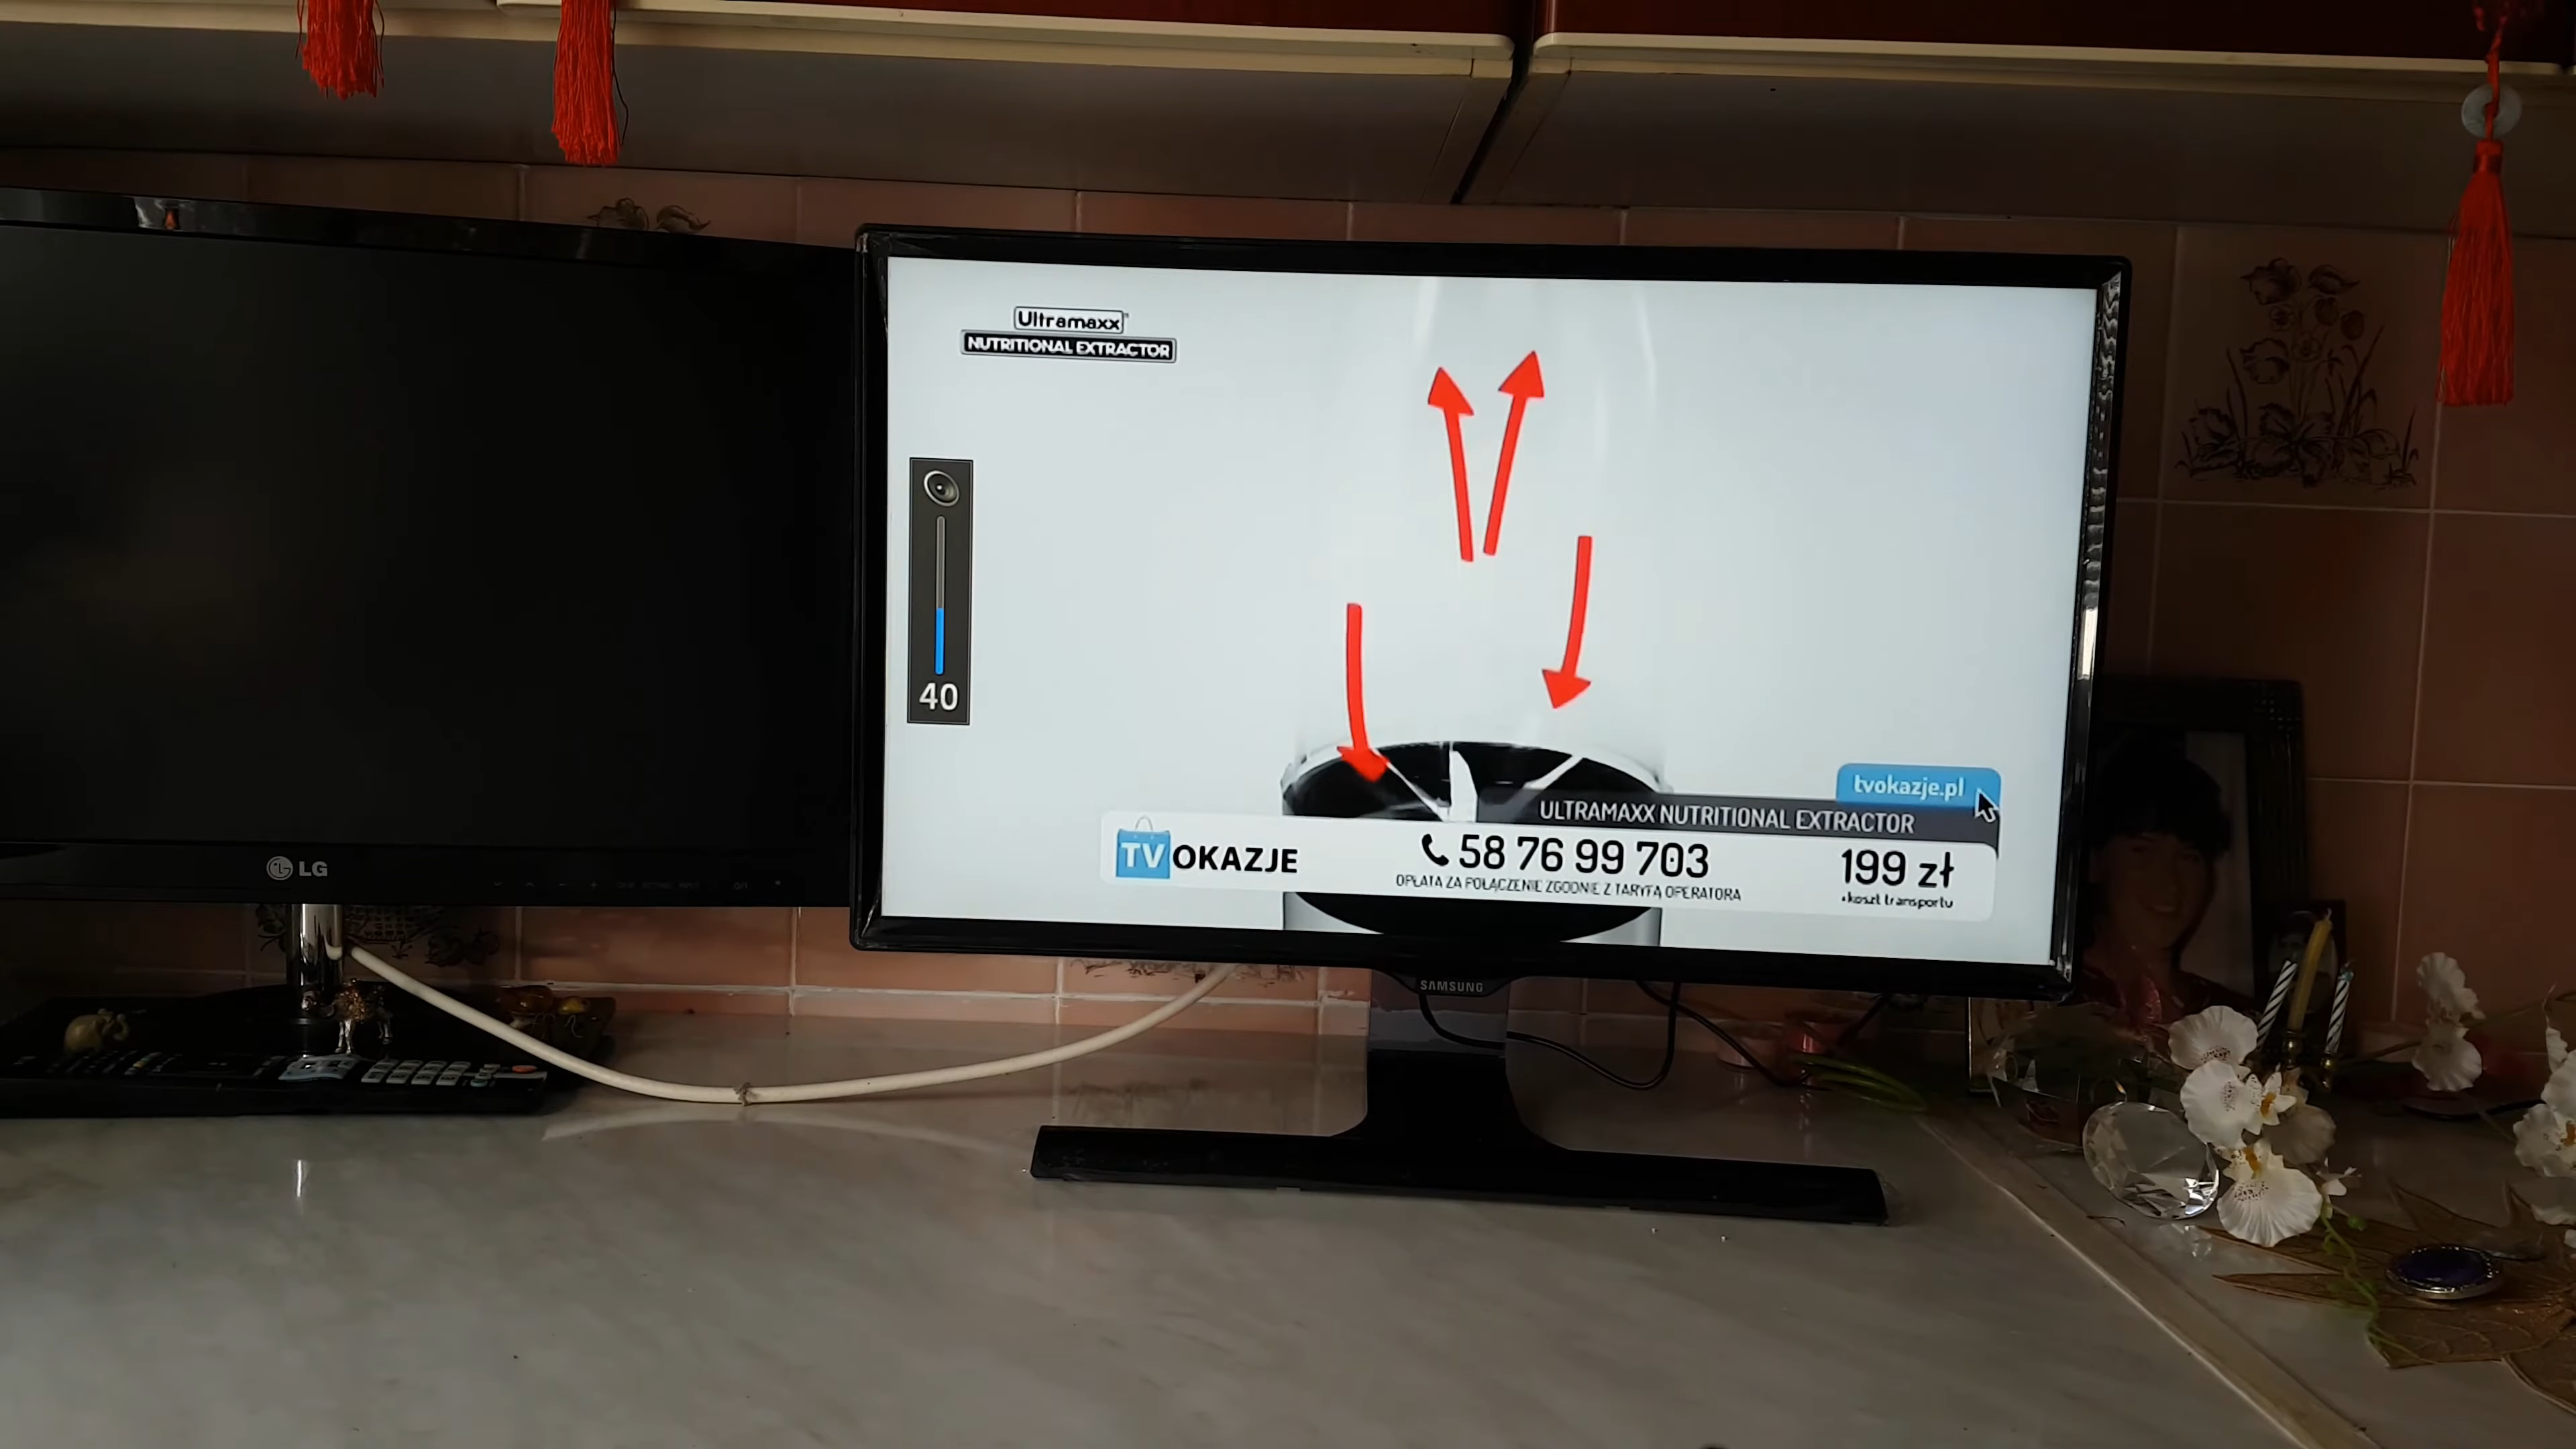 Ultramaxx
NUTRITIONAL EXTRACTOR
40
tvokazje.pl
ULTRAMAXX NUTRITIONAL EXTRACTOR
TV OKAZJE
58 76 99 703
199 zł
OPŁATA ZA POŁĄCZENIE ZGODNIE Z TARYFĄ OPERATORA
+koszt transportu
LG
SAMSUNG